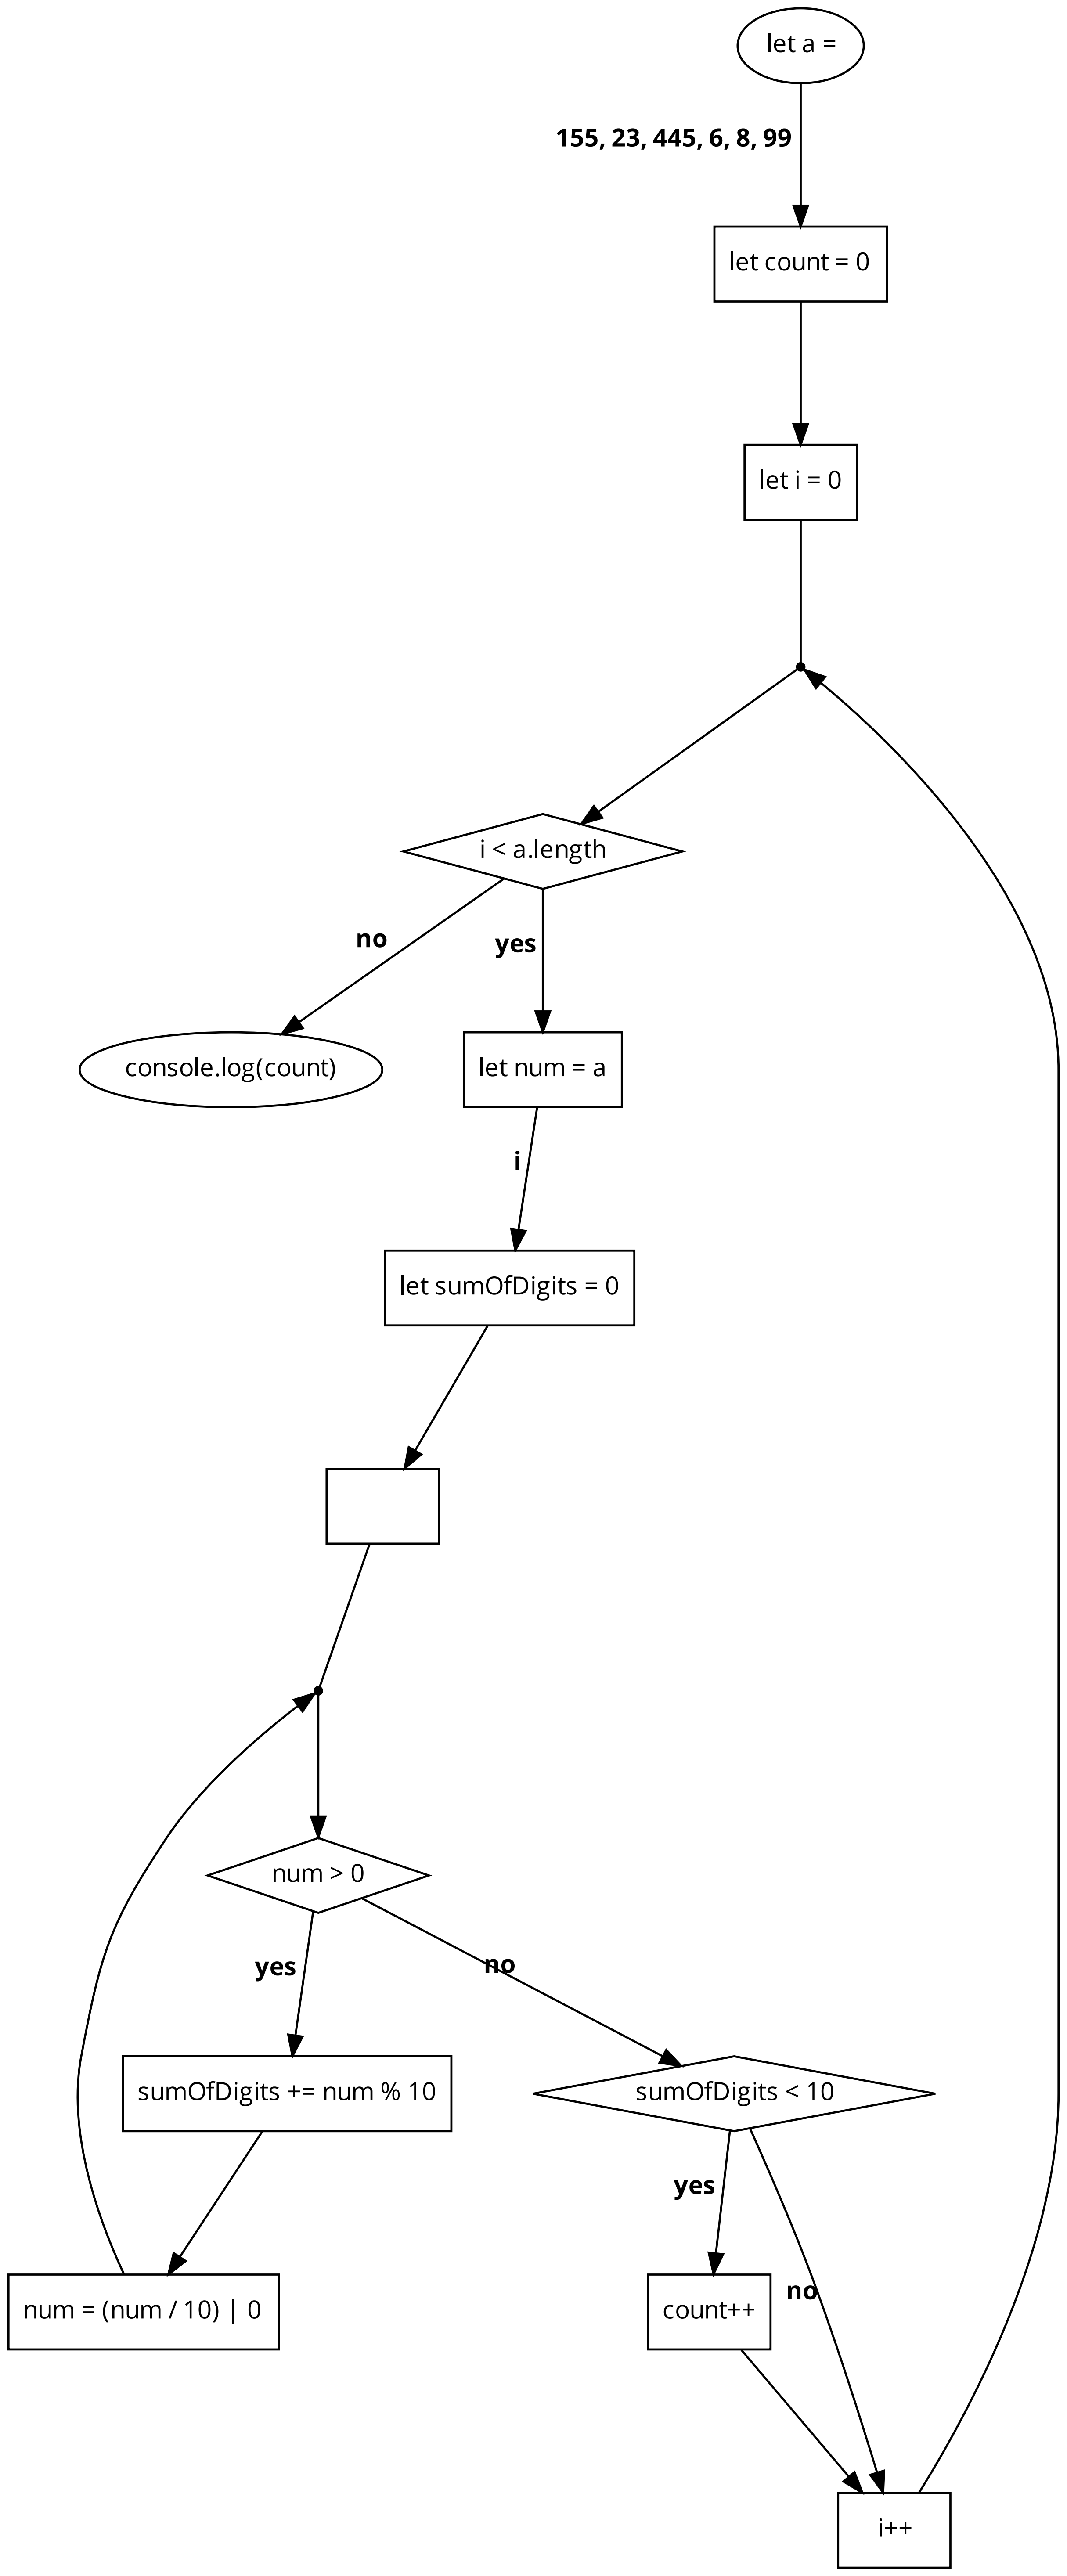 let a =
155, 23, 445, 6, 8, 99
let count = 0
let i = 0
i < a.length
no
yes
console.log(count)
let num = a
i
let sumOfDigits = 0
num > 0
yes
no
sumOfDigits += num % 10
sumOfDigits < 10
yes
no
num = (num / 10) | 0
count++
i++